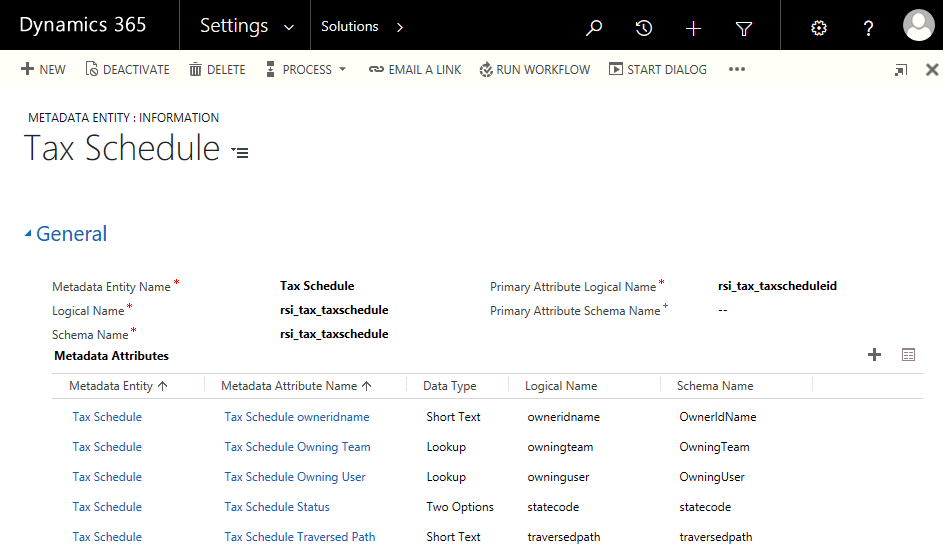 Dynamics 365 Settings Solutions
NEW DEACTIVATE DELETE PROCESS EMAIL A LINK RUN WORKFLOW START DIALOG
METADATA ENTITY : INFORMATION
Tax Schedule
General
Metadata Entity Name* Tax Schedule Primary Attribute Logical Name* rsi_tax_taxscheduleid
Logical Name* rsi_tax_taxschedule Primary Attribute Schema Name+ --
Schema Name* rsi_tax_taxschedule
Metadata Attributes
Metadata Entity Metadata Attribute Name Data Type Logical Name Schema Name
Tax Schedule Tax Schedule owneridname Short Text owneridname OwnerIdName
Tax Schedule Tax Schedule Owning Team Lookup owningteam OwningTeam
Tax Schedule Tax Schedule Owning User Lookup owninguser OwningUser
Tax Schedule Tax Schedule Status Two Options statecode statecode
Tax Schedule Tax Schedule Traversed Path Short Text traversedpath traversedpath